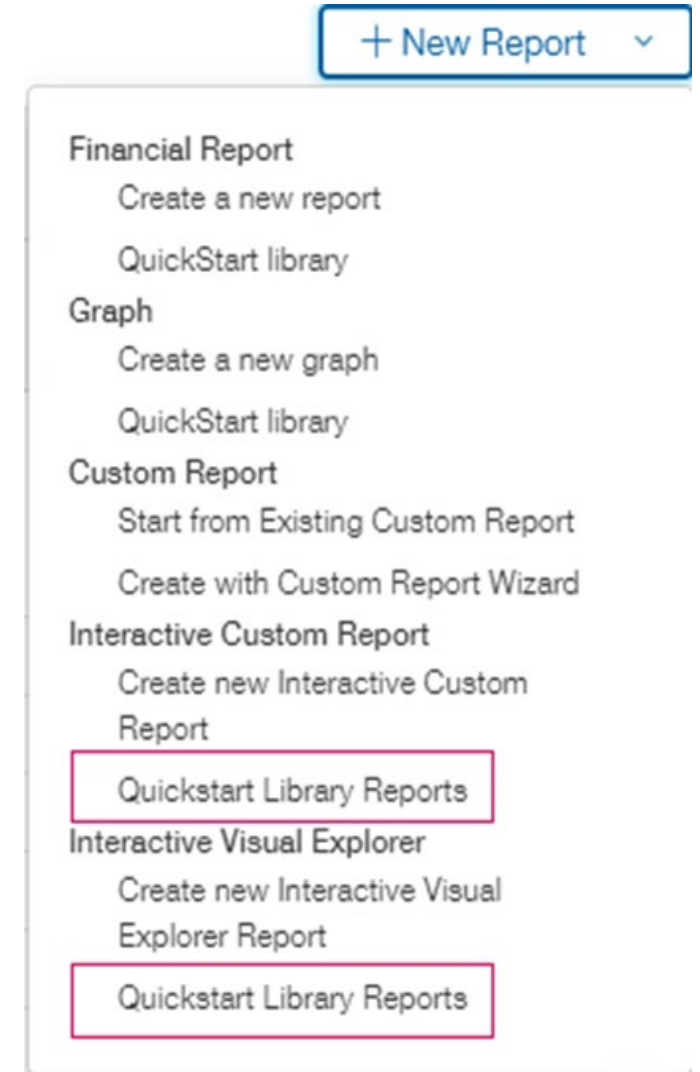 + New Report
Financial Report
Create a new report
QuickStart library
Graph
Create a new graph
QuickStart library
Custom Report
Start from Existing Custom Report
Create with Custom Report Wizard
Interactive Custom Report
Create new Interactive Custom
Report
Quickstart Library Reports
Interactive Visual Explorer
Create new Interactive Visual
Explorer Report
Quickstart Library Reports